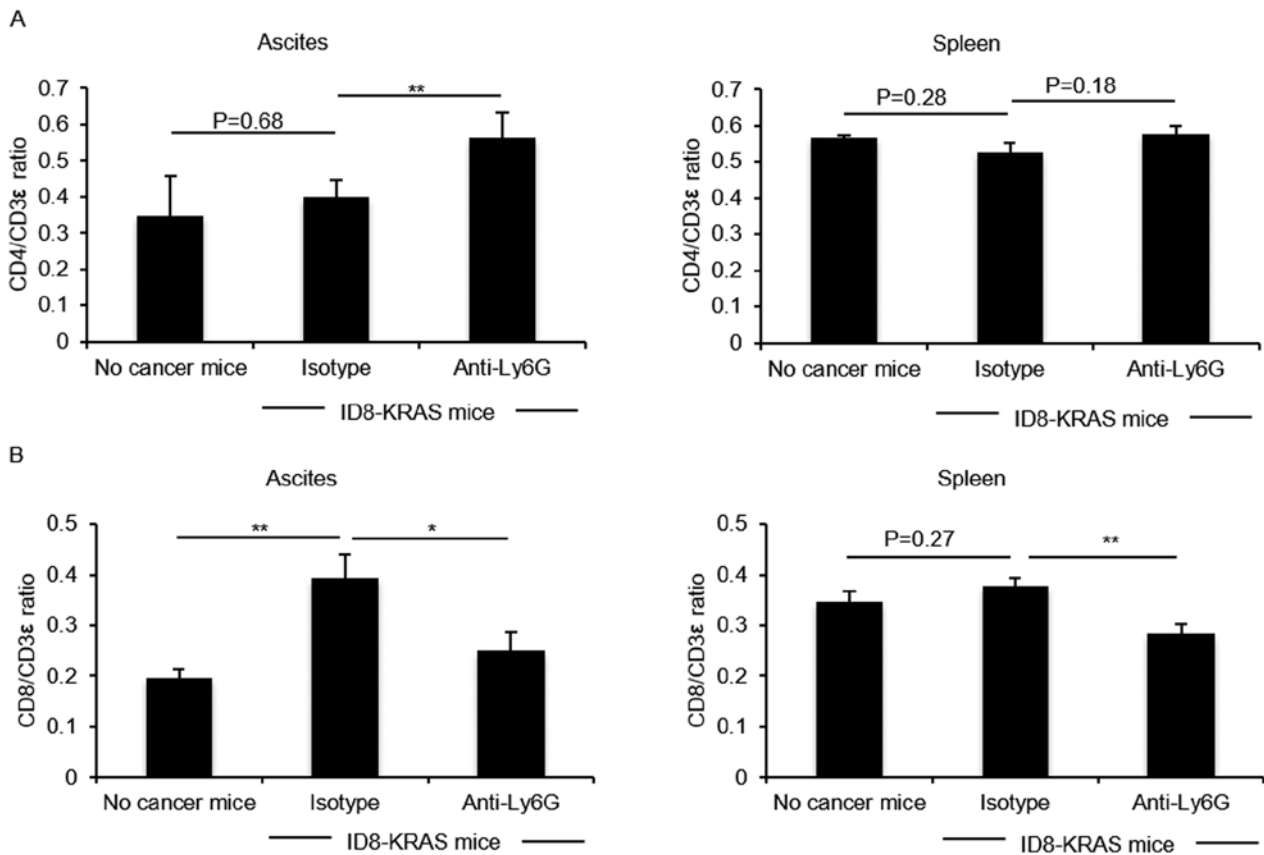 A
Ascites
CD4/CD3ε ratio
0.7
0.6
0.5
0.4
0.3
0.2
0.1
0
P=0.68
**
No cancer mice
Isotype
Anti-Ly6G
ID8-KRAS mice
Spleen
CD4/CD3ε ratio
0.7
0.6
0.5
0.4
0.3
0.2
0.1
0
P=0.28
P=0.18
No cancer mice
Isotype
Anti-Ly6G
ID8-KRAS mice
B
Ascites
CD8/CD3ε ratio
0.5
0.4
0.3
0.2
0.1
0
**
*
No cancer mice
Isotype
Anti-Ly6G
ID8-KRAS mice
Spleen
CD8/CD3ε ratio
0.5
0.4
0.3
0.2
0.1
0
P=0.27
**
No cancer mice
Isotype
Anti-Ly6G
ID8-KRAS mice